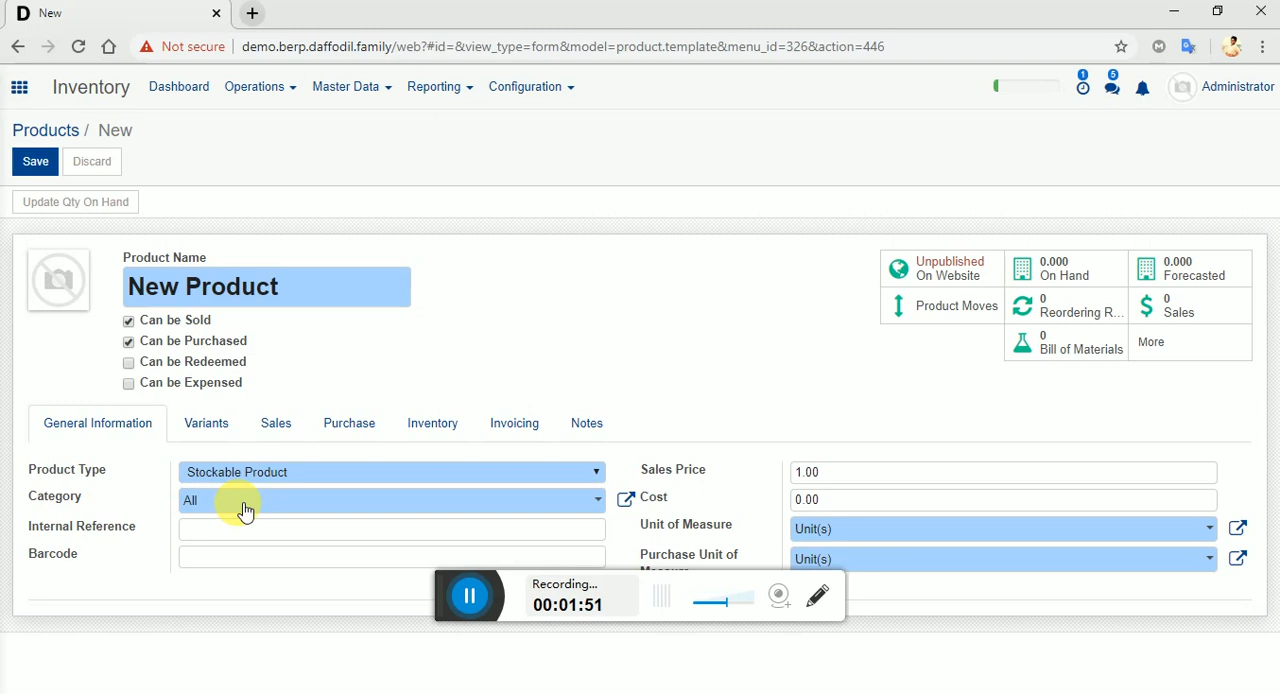 D New
Not secure demo.berp.daffodil.family/web?#id=&view_type=form&model=product.template&menu_id=326&action=446
Inventory Dashboard Operations Master Data Reporting Configuration 1 5 Administrator
Products / New
Save Discard
Update Qty On Hand
Product Name
New Product
Can be Sold
Can be Purchased
Can be Redeemed
Can be Expensed
Unpublished
On Website
0.000
On Hand
0.000
Forecasted
Product Moves
0
Reordering R...
0
Sales
0
Bill of Materials
More
General Information Variants Sales Purchase Inventory Invoicing Notes
Product Type Stockable Product
Category All
Internal Reference
Barcode
Sales Price 1.00
Cost 0.00
Unit of Measure Unit(s)
Purchase Unit of Unit(s)
Recording...
00:01:51